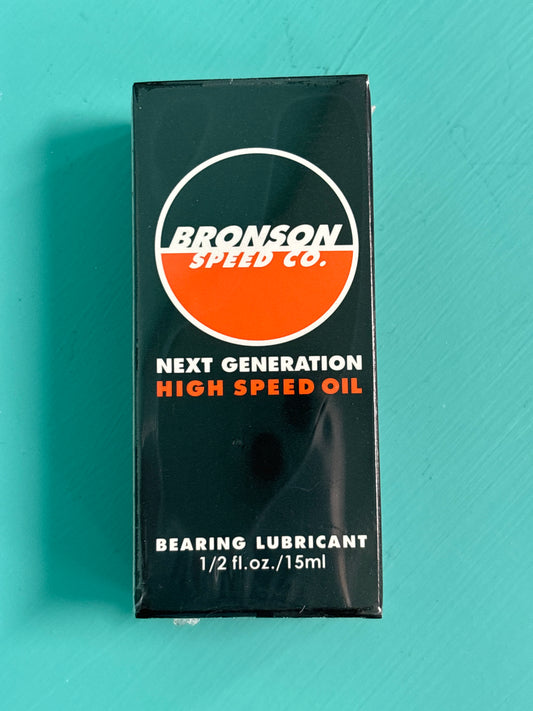 BRONSON
SPEED CO.
NEXT GENERATION
HIGH SPEED OIL
BEARING LUBRICANT
1/2 fl.oz./15ml